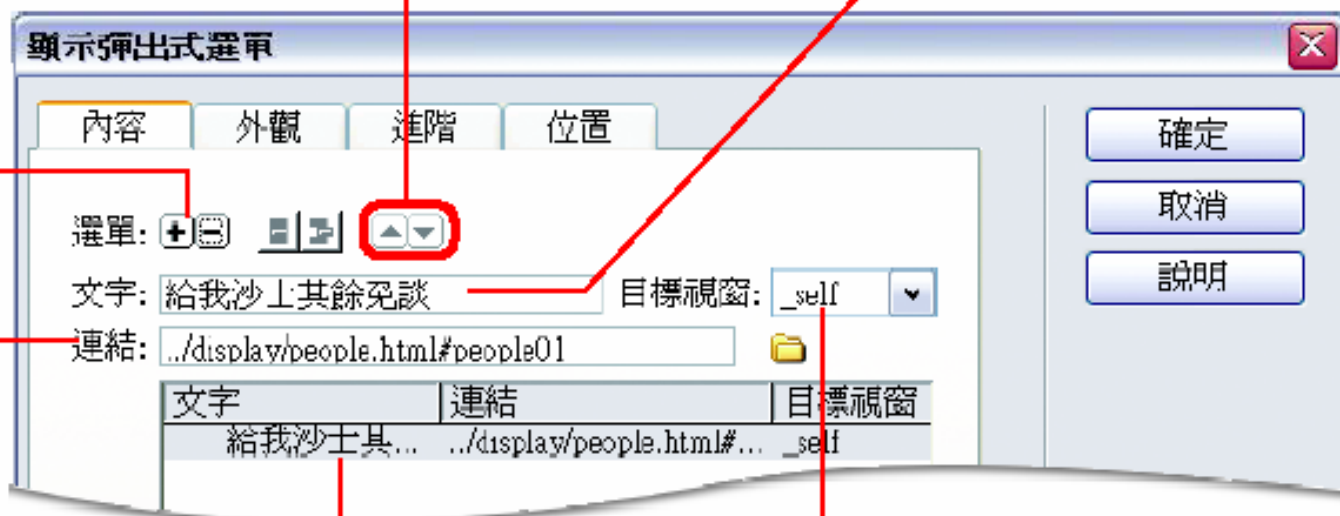 顯示彈出式選單
內容 外觀 進階 位置
確定
取消
說明
選單:
文字: 給我沙士其餘免談 目標視窗: _self
連結: ../display/people.html#people01
文字 連結 目標視窗
給我沙士其... ../display/people.html#... _self